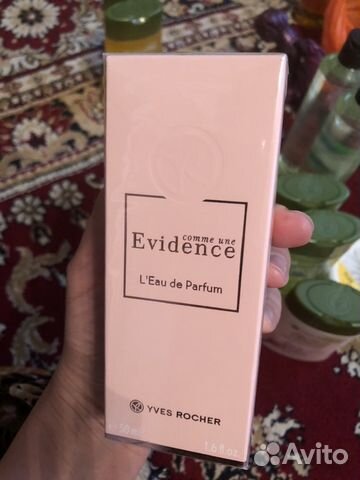 comme une
Evidence
L'Eau de Parfum
YVES ROCHER
e 50 ml 1.6 fl.oz.
Avito